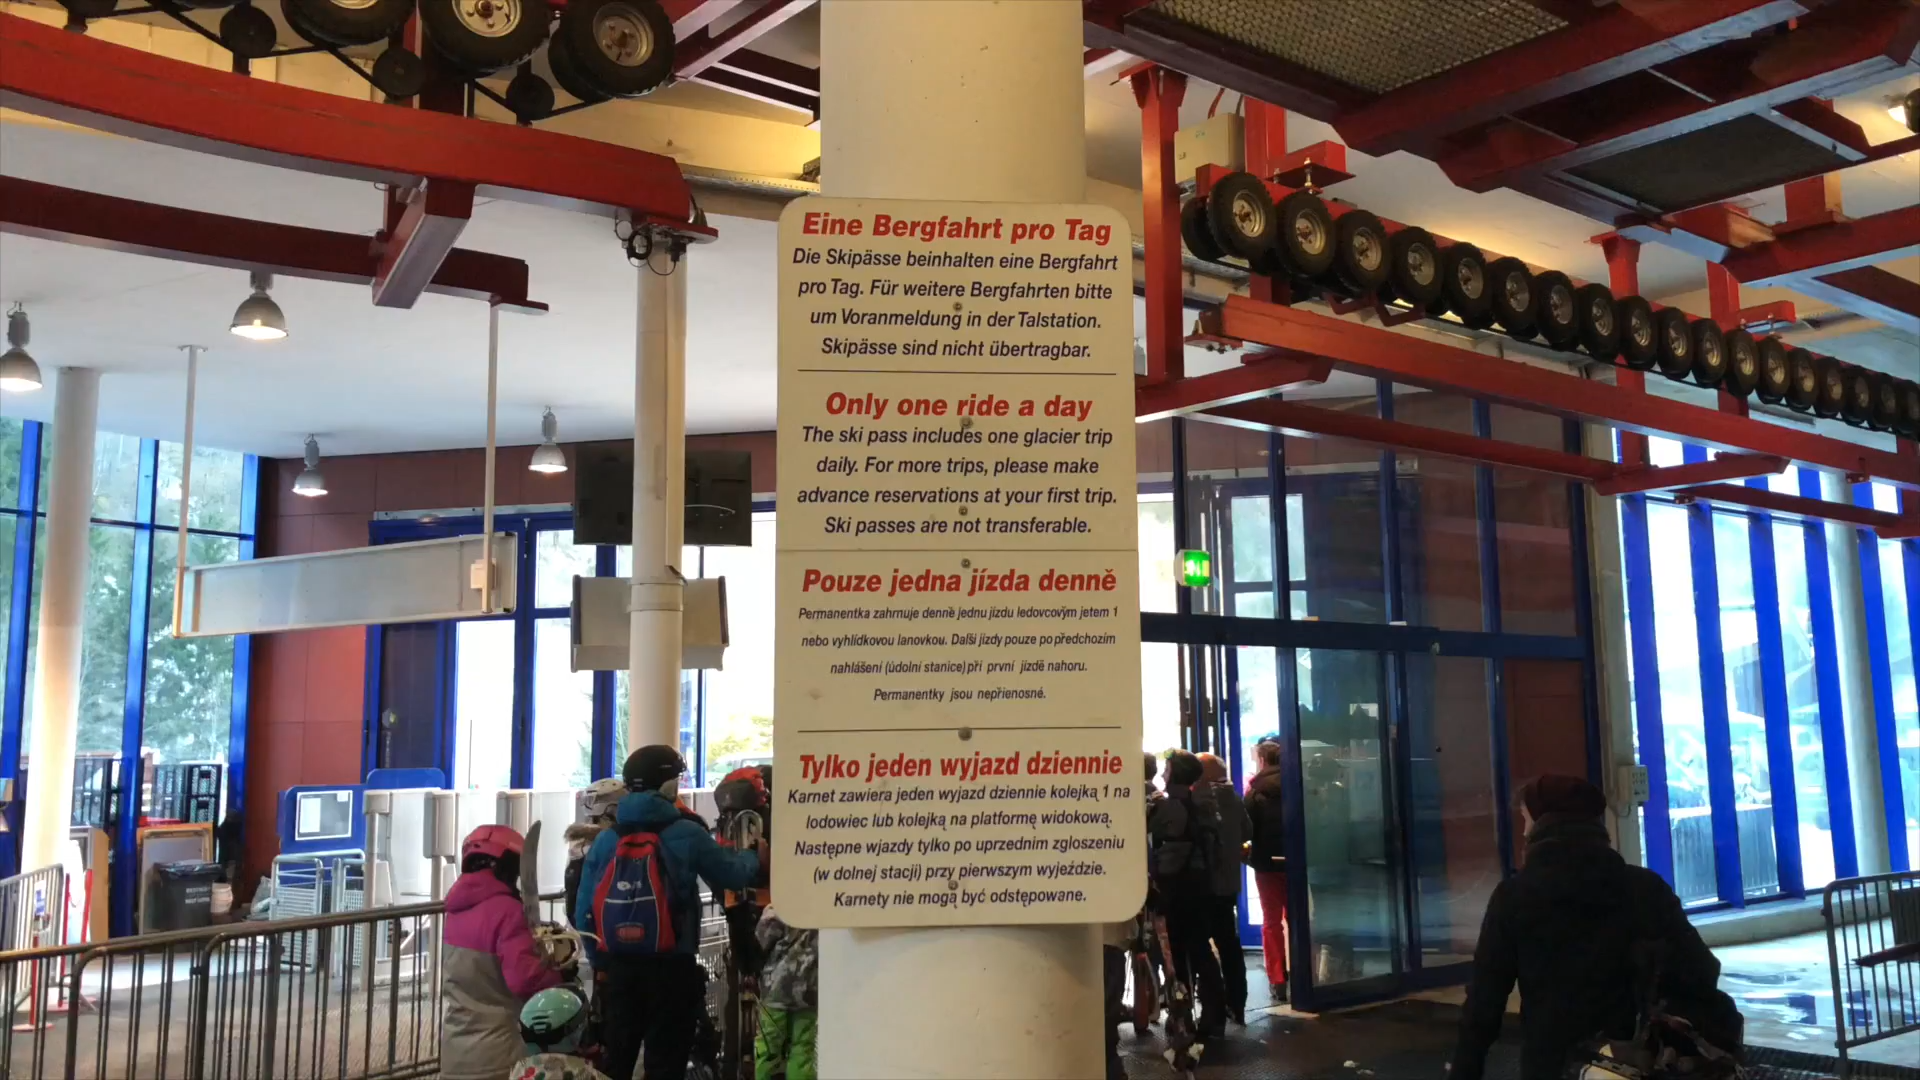 Eine Bergfahrt pro Tag
Die Skipässe beinhalten eine Bergfahrt
pro Tag. Für weitere Bergfahrten bitte
um Voranmeldung in der Talstation.
Skipässe sind nicht übertragbar.
Only one ride a day
The ski pass includes one glacier trip
daily. For more trips, please make
advance reservations at your first trip.
Ski passes are not transferable.
Pouze jedna jízda denně
Permanentka zahrnuje denně jednu jízdu ledovcovým jetem 1
nebo vyhlídkovou lanovkou. Další jízdy pouze po předchozím
nahlášení (údolní stanice) při první jízdě nahoru.
Permanentky jsou nepřienosné.
Tylko jeden wyjazd dziennie
Karnet zawiera jeden wyjazd dziennie kolejką 1 na
lodowiec lub kolejką na platformę widokową.
Następne wjazdy tylko po uprzednim zgloszeniu
(w dolnej stacji) przy pierwszym wyjeździe.
Karnety nie mogą być odstępowane.